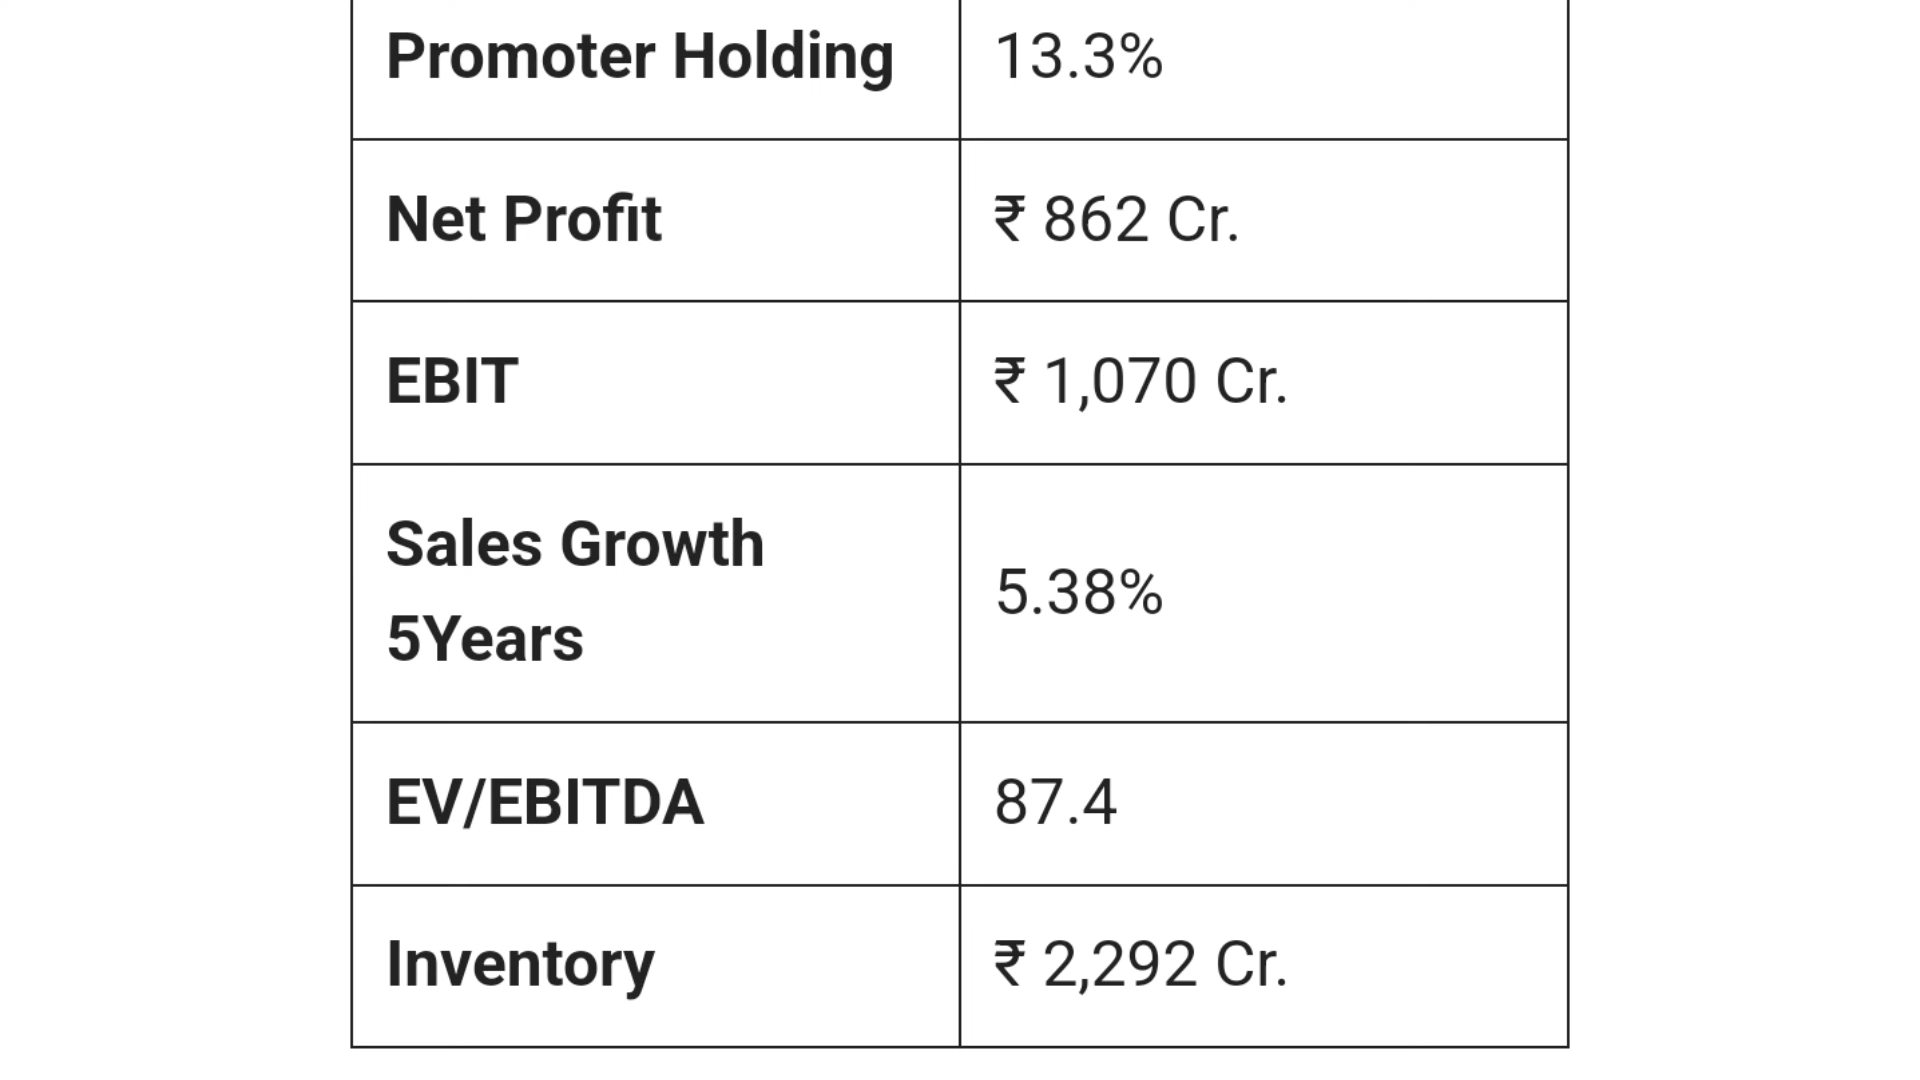 Promoter Holding 13.3%
Net Profit ₹ 862 Cr.
EBIT ₹ 1,070 Cr.
Sales Growth
5Years 5.38%
EV/EBITDA 87.4
Inventory ₹ 2,292 Cr.